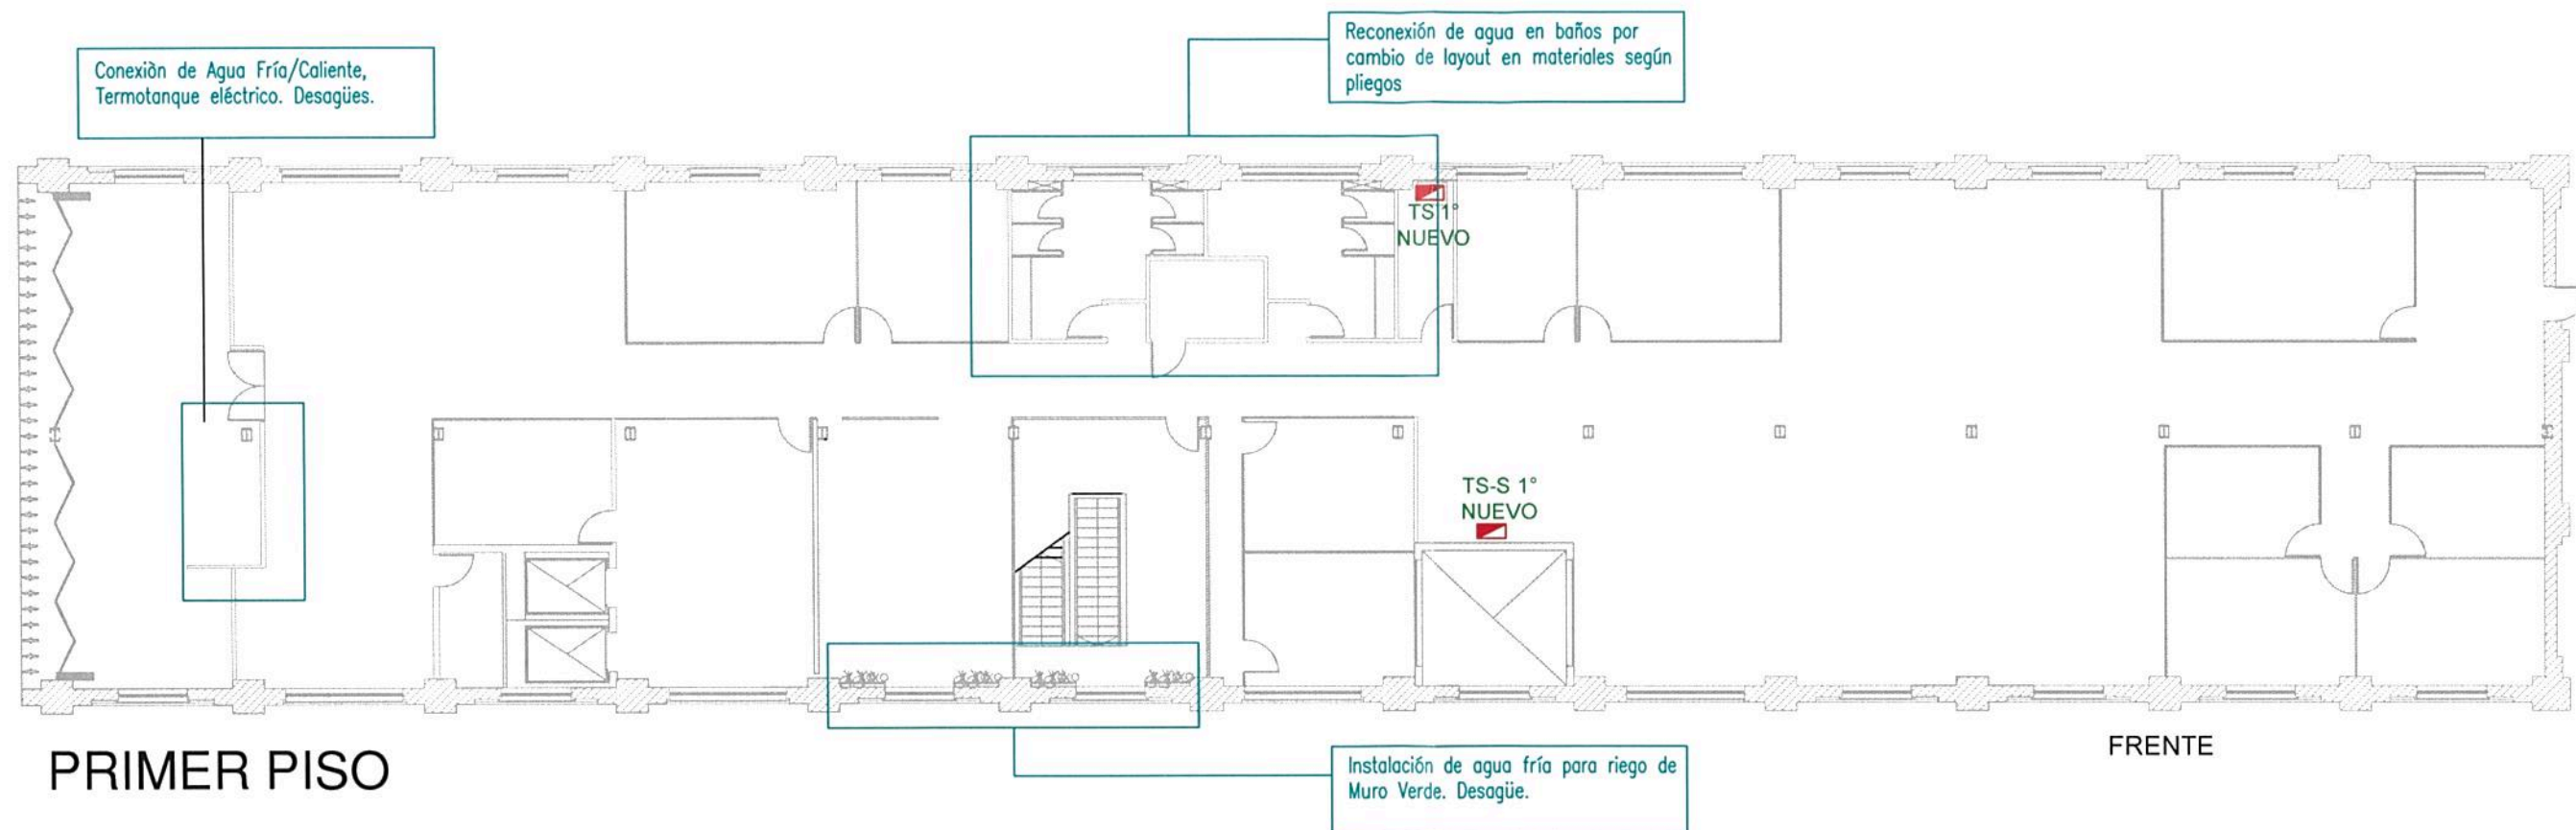 Reconexión de agua en baños por
cambio de layout en materiales según
pliegos
Conexiòn de Agua Fría/Caliente,
Termotanque eléctrico. Desagües.
TS 1°
NUEVO
TS-S 1°
NUEVO
FRENTE
PRIMER PISO
Instalación de agua fría para riego de
Muro Verde. Desagüe.